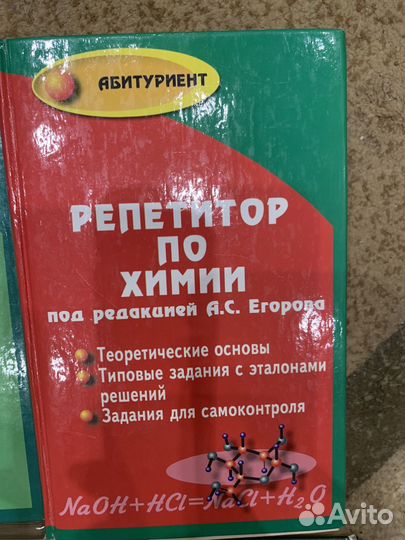 АБИТУРИЕНТ
РЕПЕТИТОР
ПО
ХИМИИ
под редакцией А.С. Егорова
Теоретические основы
Типовые задания с эталонами
решений
Задания для самоконтроля
NaOH+HCl=NaCl+H₂O
Avito